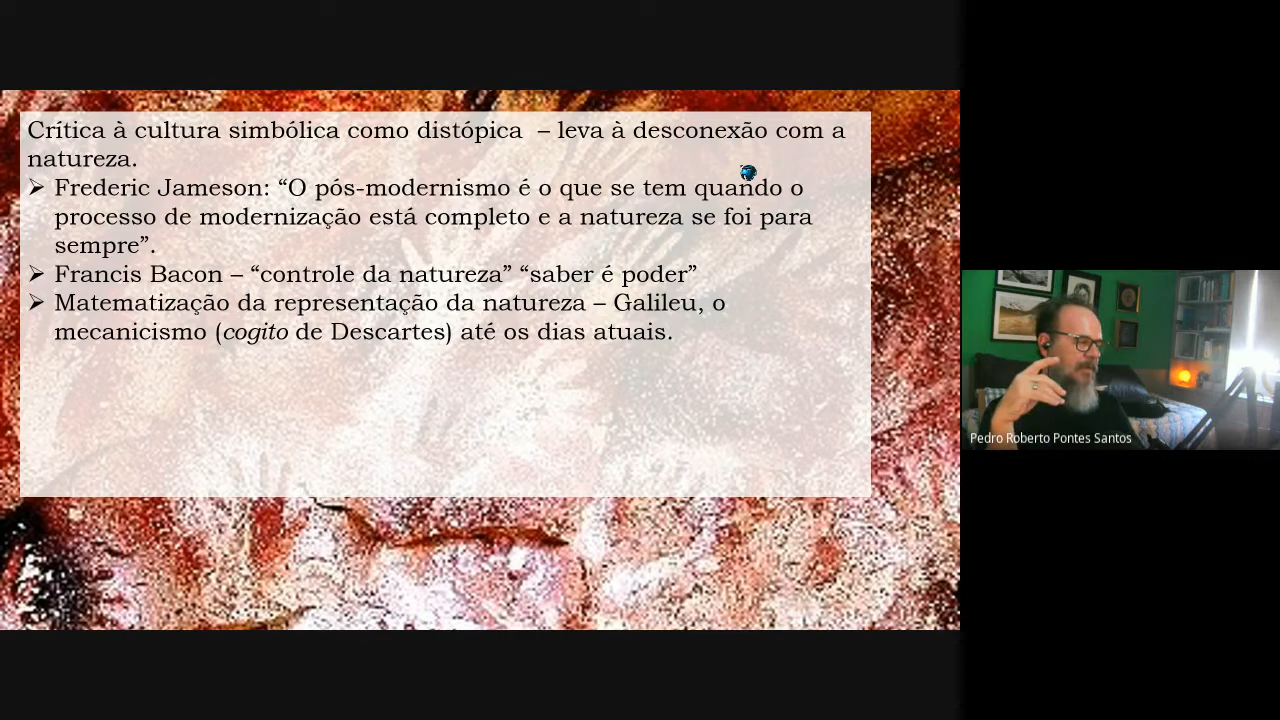 Crítica à cultura simbólica como distópica – leva à desconexão com a
natureza.
➢ Frederic Jameson: “O pós-modernismo é o que se tem quando o
processo de modernização está completo e a natureza se foi para
sempre”.
➢ Francis Bacon – “controle da natureza” “saber é poder”
➢ Matematização da representação da natureza – Galileu, o
mecanicismo (cogito de Descartes) até os dias atuais.
Pedro Roberto Pontes Santos